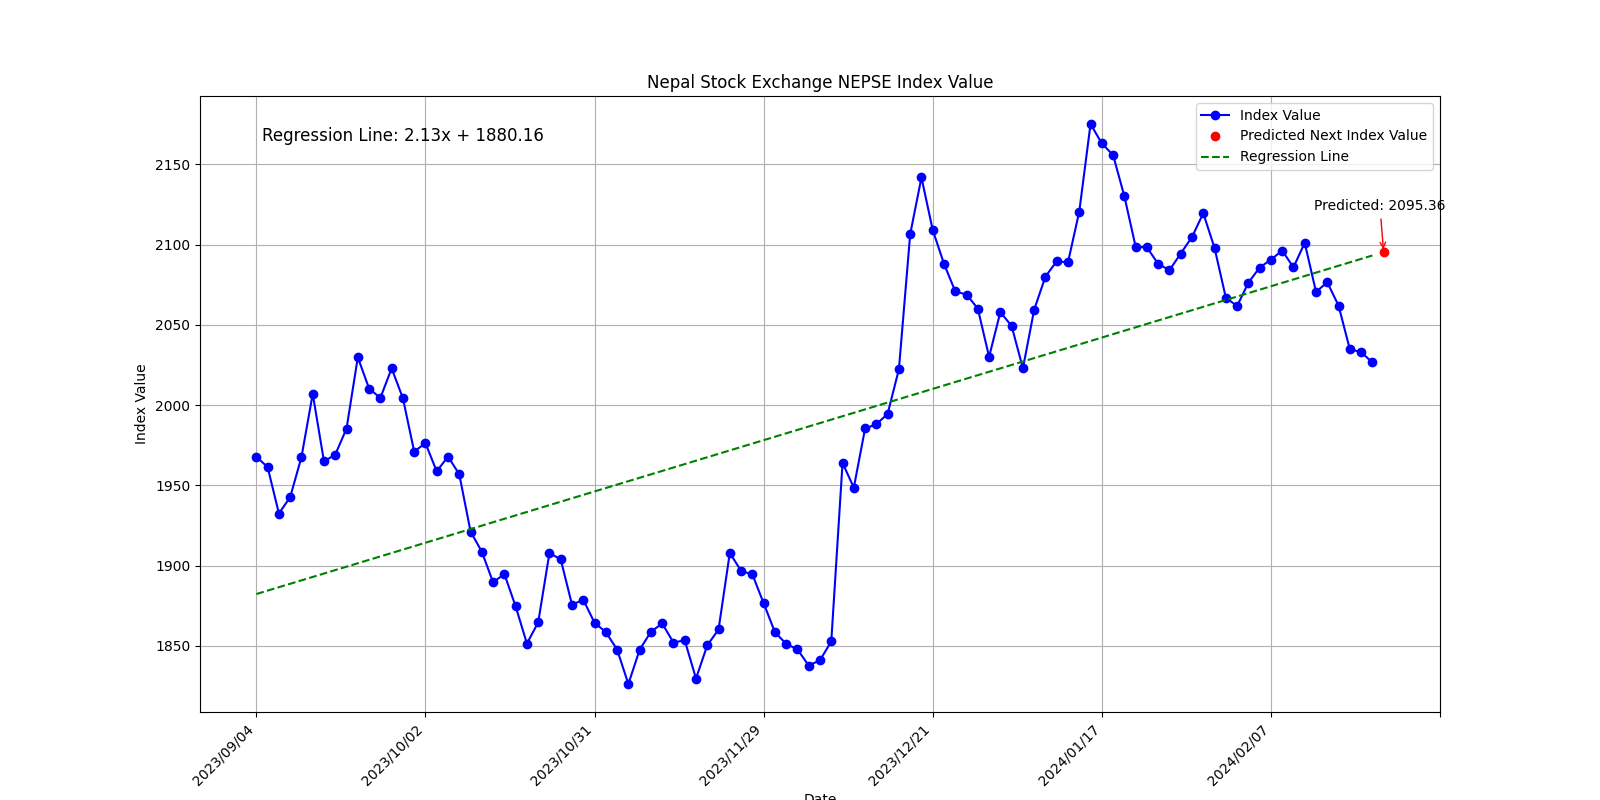 Nepal Stock Exchange NEPSE Index Value
Regression Line: 2.13x + 1880.16
Index Value
Predicted Next Index Value
Regression Line
Predicted: 2095.36
Index Value
2150
2100
2050
2000
1950
1900
1850
2023/09/04
2023/10/02
2023/10/31
2023/11/29
2023/12/21
2024/01/17
2024/02/07
Date